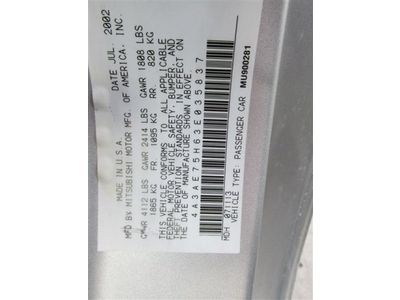 MADE IN U.S.A. DATE JUL. 2002
MFD BY MITSUBISHI MOTOR MFG. OF AMERICA, INC.
GVWR 4112 LBS GAWR 2414 LBS GAWR 1808 LBS
1865 KG FR. 1095 KG RR. 820 KG
THIS VEHICLE CONFORMS TO ALL APPLICABLE
FEDERAL MOTOR VEHICLE SAFETY, BUMPER, AND
THEFT PREVENTION STANDARDS IN EFFECT ON
THE DATE OF MANUFACTURE SHOWN ABOVE
4A3AE75H63E035837
MDH 071113 MU900281
VEHICLE TYPE: PASSENGER CAR